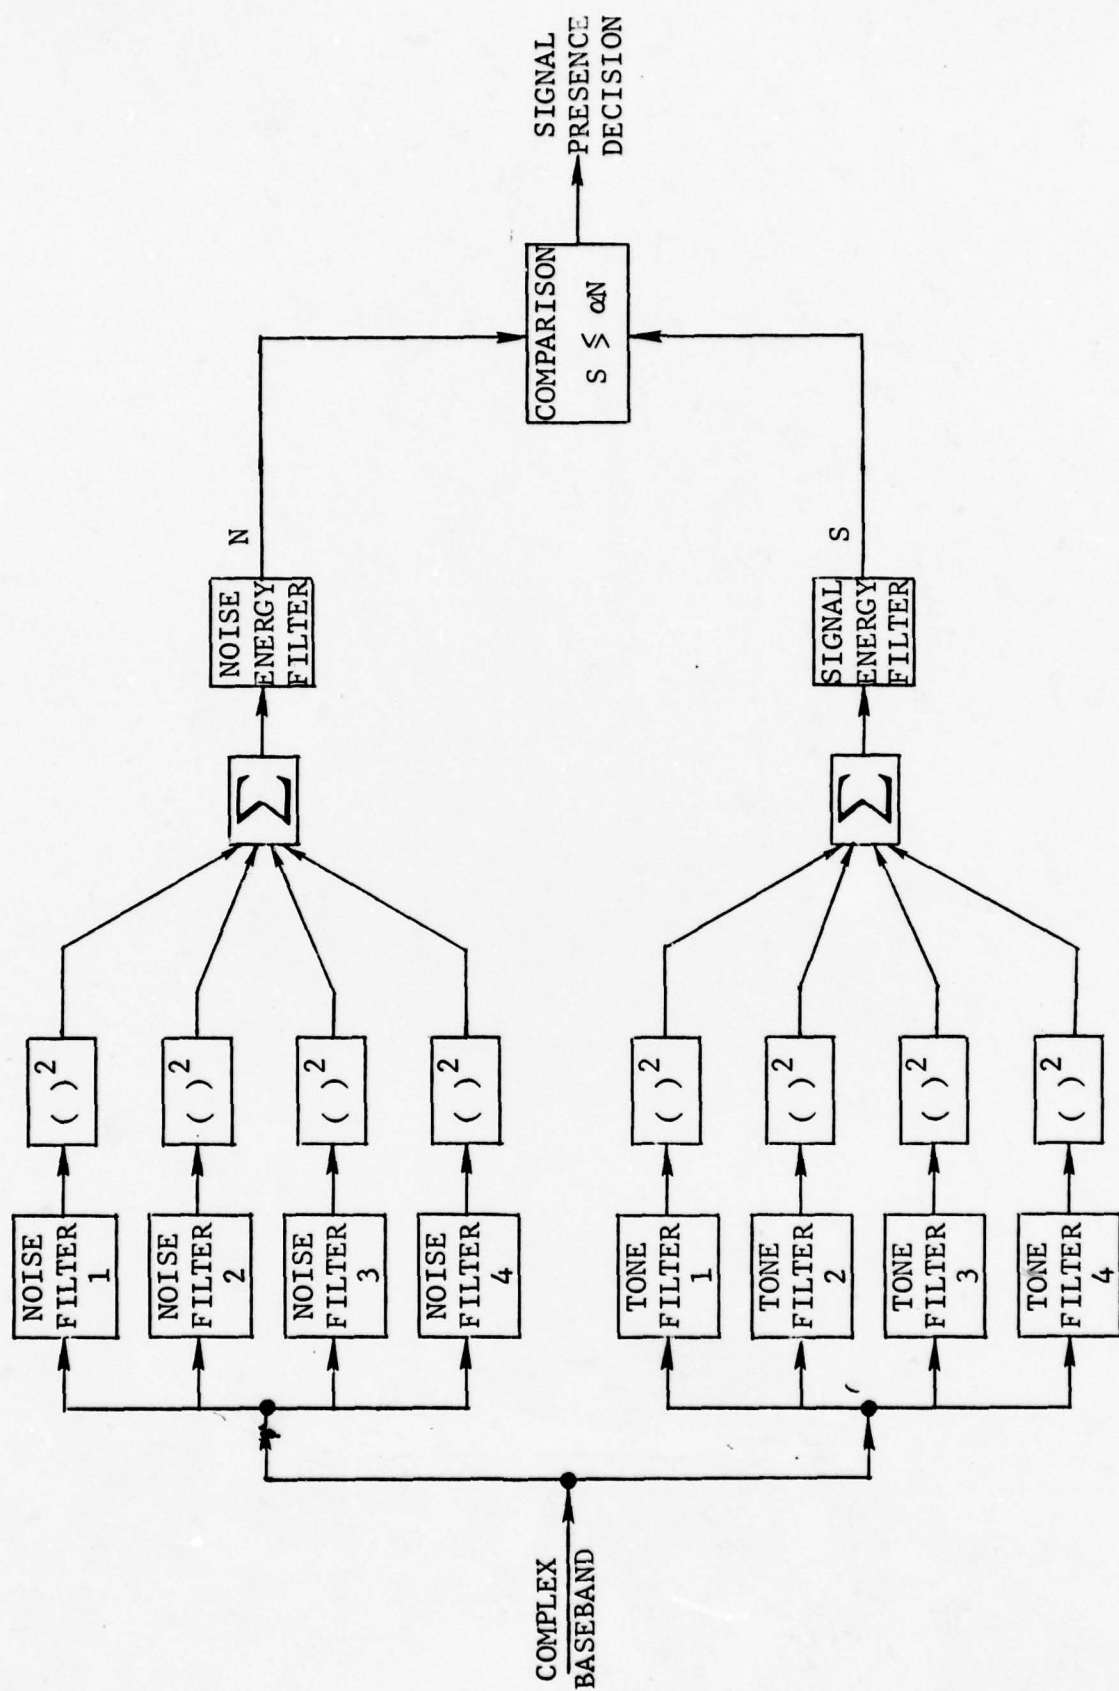 COMPLEX
BASEBAND
NOISE
FILTER
1
( )²
NOISE
FILTER
2
( )²
NOISE
FILTER
3
( )²
NOISE
FILTER
4
( )²
Σ
NOISE
ENERGY
FILTER
N
TONE
FILTER
1
( )²
TONE
FILTER
2
( )²
TONE
FILTER
3
( )²
TONE
FILTER
4
( )²
Σ
SIGNAL
ENERGY
FILTER
S
COMPARISON
S ≶ αN
SIGNAL
PRESENCE
DECISION